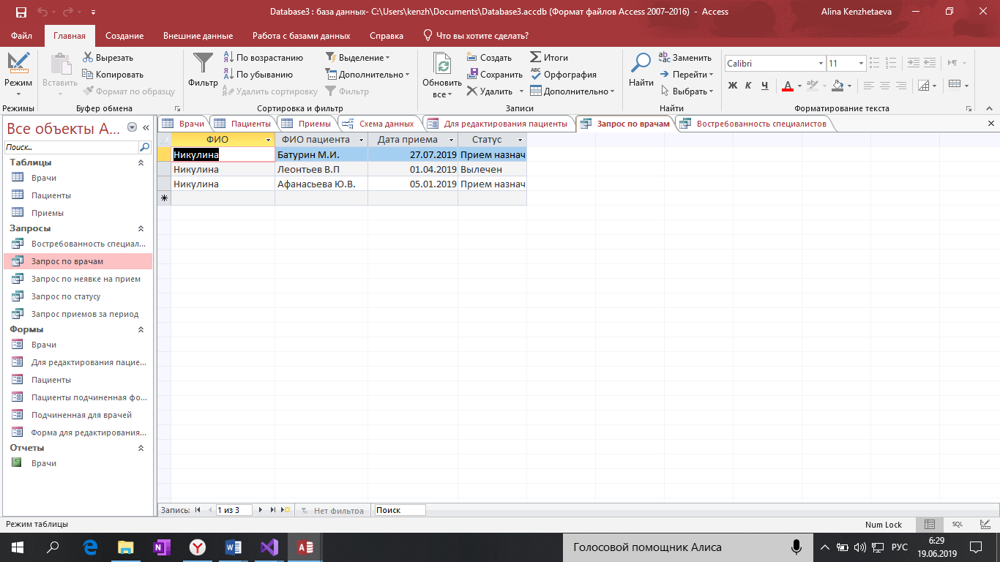 Database3 : база данных- C:\Users\kenzh\Documents\Database3.accdb (Формат файлов Access 2007–2016) - Access
Alina Kenzhetaeva
Файл Главная Создание Внешние данные Работа с базами данных Справка Что вы хотите сделать?
Режим
Режимы
Вставить
Вырезать
Копировать
Формат по образцу
Буфер обмена
Фильтр
По возрастанию
По убыванию
Удалить сортировку
Выделение
Дополнительно
Фильтр
Сортировка и фильтр
Обновить
все
Создать
Сохранить
Удалить
Итоги
Орфография
Дополнительно
Записи
Найти
Заменить
Перейти
Выбрать
Найти
Calibri 11
Ж К Ч А
Форматирование текста
Все объекты A...
Поиск...
Таблицы
Врачи
Пациенты
Приемы
Запросы
Востребованность специал...
Запрос по врачам
Запрос по неявке на прием
Запрос по статусу
Запрос приемов за период
Формы
Врачи
Для редактирования пацие...
Пациенты
Пациенты подчиненная фо...
Подчиненная для врачей
Форма для редактирования...
Отчеты
Врачи
Врачи Пациенты Приемы Схема данных Для редактирования пациенты Запрос по врачам Востребованность специалистов
ФИО ФИО пациента Дата приема Статус
Никулина Батурин М.И. 27.07.2019 Прием назнач
Никулина Леонтьев В.П 01.04.2019 Вылечен
Никулина Афанасьева Ю.В. 05.01.2019 Прием назнач
Запись: 1 из 3 Нет фильтра Поиск
Режим таблицы
Num Lock
SQL
Голосовой помощник Алиса
РУС
6:29
19.06.2019